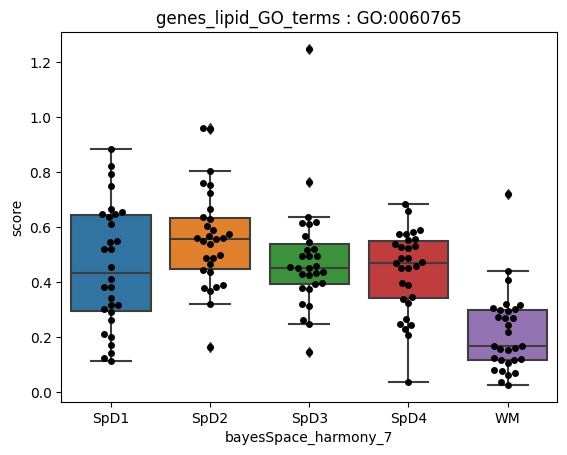 genes_lipid_GO_terms : GO:0060765
score
1.2
1.0
0.8
0.6
0.4
0.2
0.0
SpD1 SpD2 SpD3 SpD4 WM
bayesSpace_harmony_7